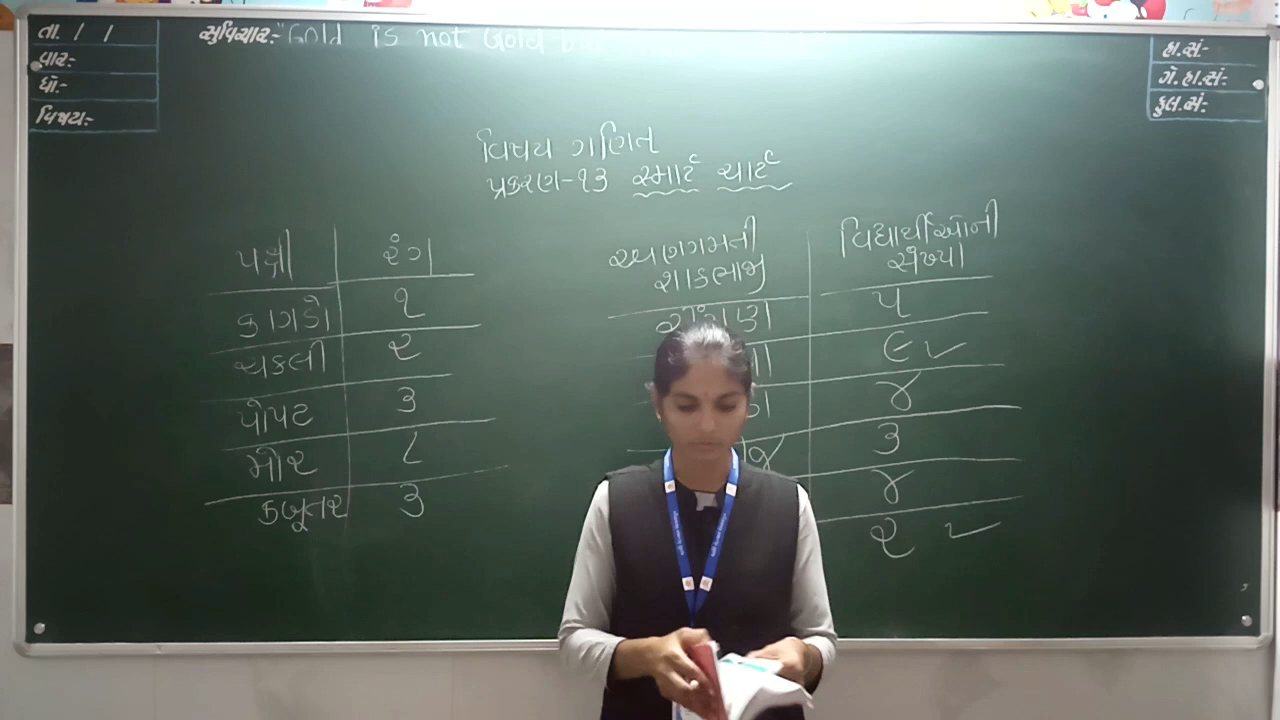 તા. / /
વાર:-
ઘો:-
વિષય:-
સુવિચાર:- "Gold is not Gold
હા.સં:-
ગે.હા.સં:-
કુલ.સં:-
વિષય ગણિત
પ્રકરણ-૧૩ સ્માર્ટ ચાર્ટ
પક્ષી રંગ
કાગડો ૧
ચકલી ૨
પોપટ ૩
મોર ૮
કબૂતર ૩
અણગમતી શાકભાજી વિદ્યાર્થીઓની સંખ્યા
૫
૯ ✓
૪
૩
૪
૨ ✓